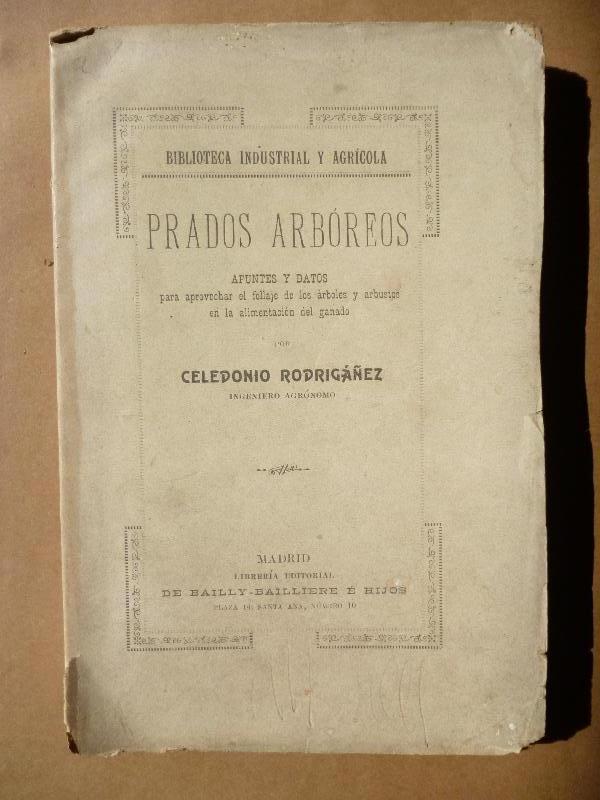 BIBLIOTECA INDUSTRIAL Y AGRÍCOLA
PRADOS ARBÓREOS
APUNTES Y DATOS
para aprovechar el follaje de los árboles y arbustos
en la alimentación del ganado
POR
CELEDONIO RODRIGÁÑEZ
INGENIERO AGRÓNOMO
MADRID
LIBRERÍA EDITORIAL
DE BAILLY-BAILLIERE É HIJOS
PLAZA DE SANTA ANA, NÚMERO 10